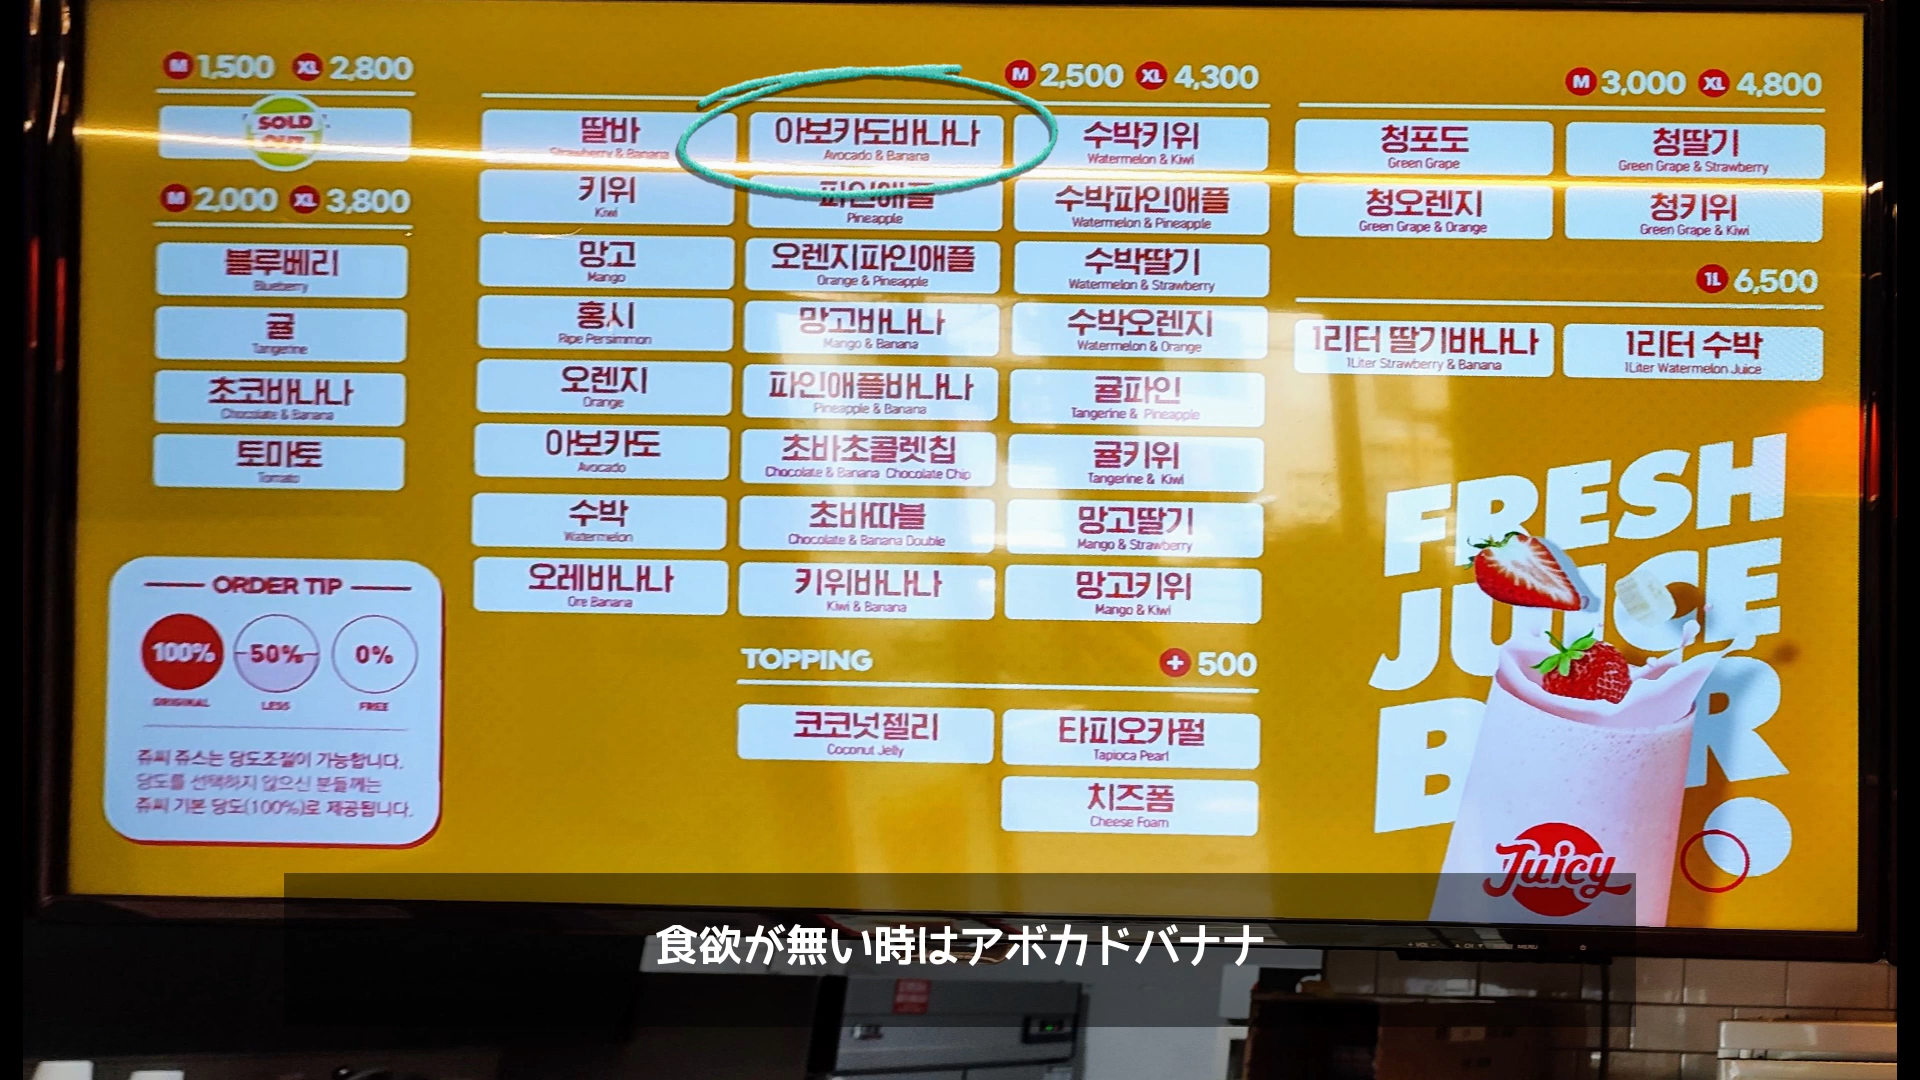 M 1,500 XL 2,800
SOLD
OUT
M 2,000 XL 3,800
블루베리
Blueberry
귤
Tangerine
초코바나나
Chocolate & Banana
토마토
Tomato
ORDER TIP
100% 50% 0%
ORIGINAL LESS FREE
쥬씨 쥬스는 당도조절이 가능합니다.
당도를 선택하지 않으신 분들께는
쥬씨 기본 당도(100%)로 제공됩니다.
M 2,500 XL 4,300
딸바
Strawberry & Banana
키위
Kiwi
망고
Mango
홍시
Ripe Persimmon
오렌지
Orange
아보카도
Avocado
수박
Watermelon
오레바나나
Ore Banana
아보카도바나나
Avocado & Banana
파인애플
Pineapple
오렌지파인애플
Orange & Pineapple
망고바나나
Mango & Banana
파인애플바나나
Pineapple & Banana
초바초콜렛칩
Chocolate & Banana Chocolate Chip
초바따블
Chocolate & Banana Double
키위바나나
Kiwi & Banana
수박키위
Watermelon & Kiwi
수박파인애플
Watermelon & Pineapple
수박딸기
Watermelon & Strawberry
수박오렌지
Watermelon & Orange
귤파인
Tangerine & Pineapple
귤키위
Tangerine & Kiwi
망고딸기
Mango & Strawberry
망고키위
Mango & Kiwi
TOPPING + 500
코코넛젤리
Coconut Jelly
타피오카펄
Tapioca Pearl
치즈폼
Cheese Foam
M 3,000 XL 4,800
청포도
Green Grape
청딸기
Green Grape & Strawberry
청오렌지
Green Grape & Orange
청키위
Green Grape & Kiwi
1L 6,500
1리터 딸기바나나
1Liter Strawberry & Banana
1리터 수박
1Liter Watermelon Juice
FRESH
JUICE
Juicy
食欲が無い時はアボカドバナナ